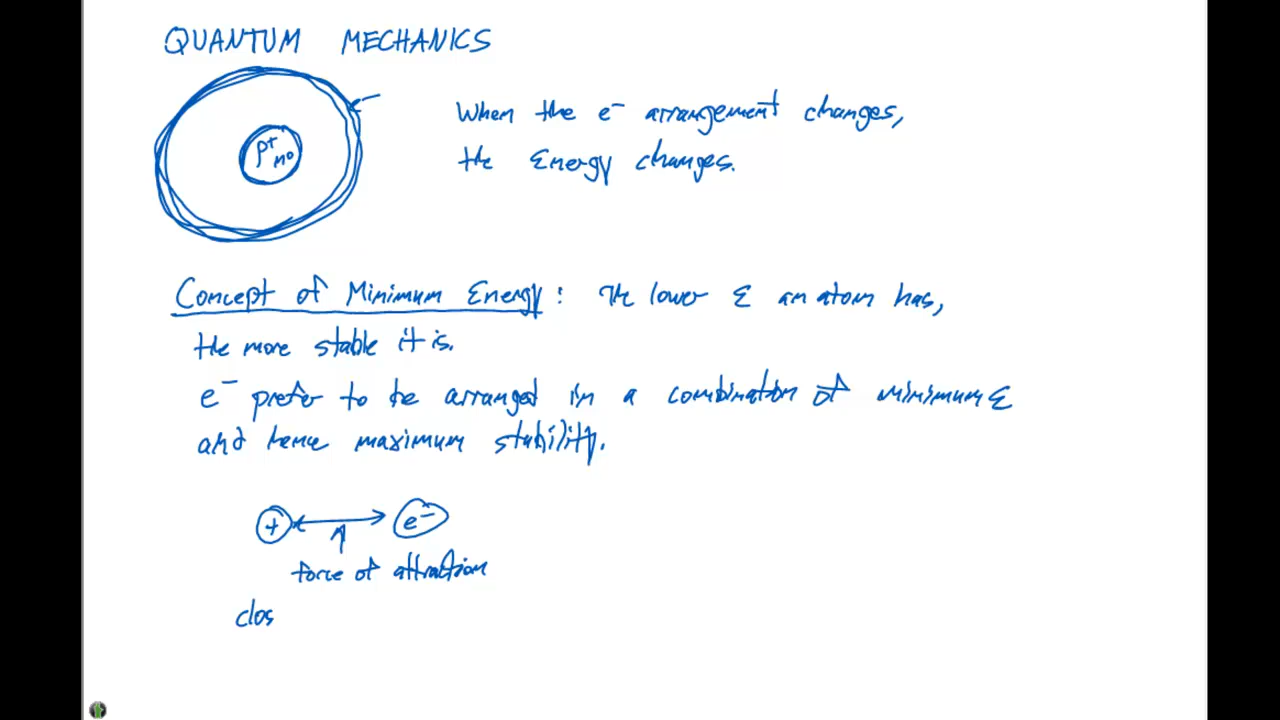 QUANTUM MECHANICS
p+
n0
When the e- arrangement changes,
the Energy changes.
Concept of Minimum Energy: The lower E an atom has,
the more stable it is.
e- prefer to be arranged in a combination of minimum E
and hence maximum stability.
+ e-
force of attraction
clos